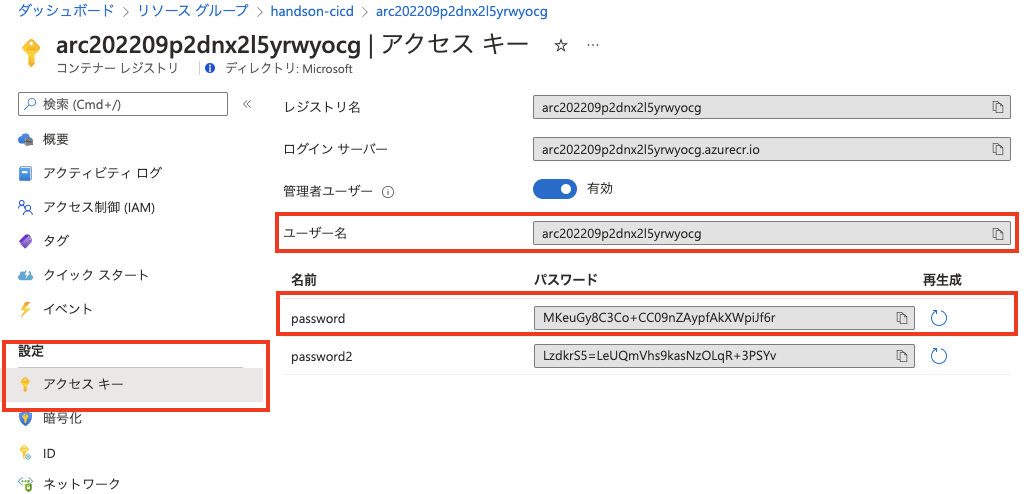 ダッシュボード > リソース グループ > handson-cicd > arc202209p2dnx2l5yrwyocg
arc202209p2dnx2l5yrwyocg | アクセス キー ☆ ···
コンテナー レジストリ ディレクトリ: Microsoft
検索 (Cmd+/) «
概要
アクティビティ ログ
アクセス制御 (IAM)
タグ
クイック スタート
イベント
設定
アクセス キー
暗号化
ID
ネットワーク
レジストリ名 arc202209p2dnx2l5yrwyocg
ログイン サーバー arc202209p2dnx2l5yrwyocg.azurecr.io
管理者ユーザー 有効
ユーザー名 arc202209p2dnx2l5yrwyocg
名前 パスワード 再生成
password MKeuGy8C3Co+CC09nZAypfAkXWpiJf6r
password2 LzdkrS5=LeUQmVhs9kasNzOLqR+3PSYv